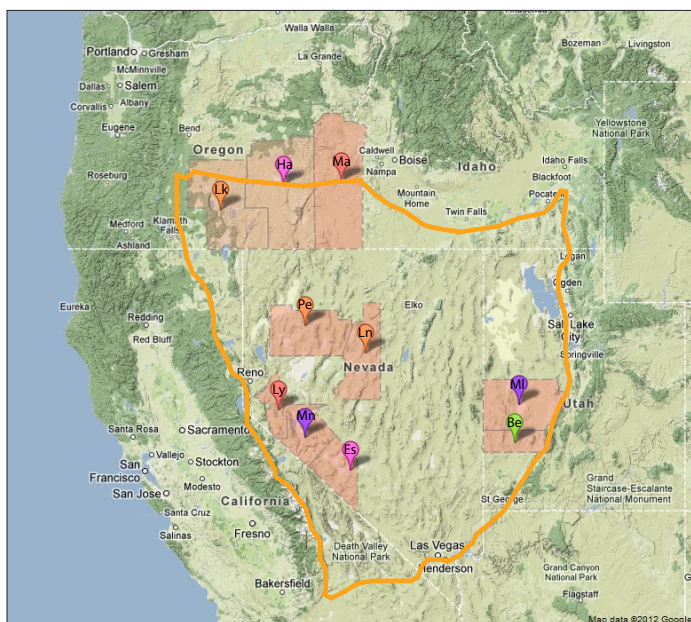 Walla Walla
Portland
Gresham
La Grande
McMinnville
Dallas
Salem
Corvallis
Albany
Eugene
Bend
Oregon
Roseburg
Medford
Klamath
Falls
Ashland
Ha
Ma
Lk
Caldwell
Boise
Nampa
Idaho
Mountain
Home
Twin Falls
Bozeman
Livingston
Yellowstone
National Park
Idaho Falls
Blackfoot
Logan
Ogden
Salt Lake
City
Springville
Utah
Eureka
Redding
Red Bluff
Pe
Elko
Ln
Nevada
Reno
Ly
Mn
Es
Ml
Be
Santa Rosa
Sacramento
Vallejo
Stockton
San
Francisco
Modesto
San Jose
California
Santa Cruz
Salinas
Fresno
Death Valley
National Park
Las Vegas
Henderson
St George
Grand
Staircase-Escalante
National Monument
Bakersfield
Grand Canyon
National Park
Flagstaff
Map data ©2012 Google